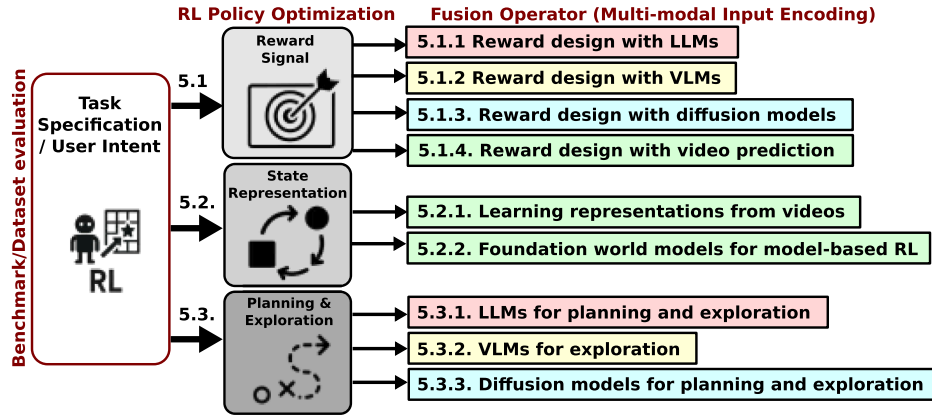 RL Policy Optimization
Fusion Operator (Multi-modal Input Encoding)
Benchmark/Dataset evaluation
Task
Specification
/ User Intent
RL
5.1
Reward
Signal
5.1.1 Reward design with LLMs
5.1.2 Reward design with VLMs
5.1.3. Reward design with diffusion models
5.1.4. Reward design with video prediction
5.2.
State
Representation
5.2.1. Learning representations from videos
5.2.2. Foundation world models for model-based RL
5.3.
Planning &
Exploration
5.3.1. LLMs for planning and exploration
5.3.2. VLMs for exploration
5.3.3. Diffusion models for planning and exploration